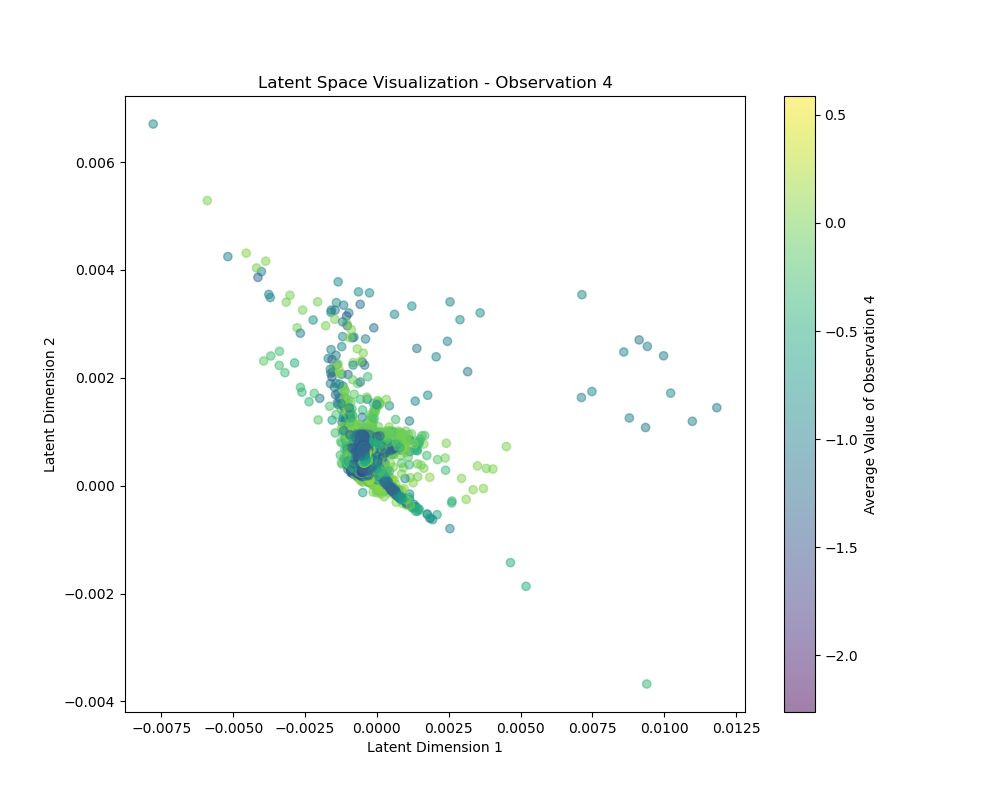 Latent Space Visualization - Observation 4
0.006
0.004
0.002
0.000
−0.002
−0.004
Latent Dimension 2
−0.0075 −0.0050 −0.0025 0.0000 0.0025 0.0050 0.0075 0.0100 0.0125
Latent Dimension 1
0.5
0.0
−0.5
−1.0
−1.5
−2.0
Average Value of Observation 4